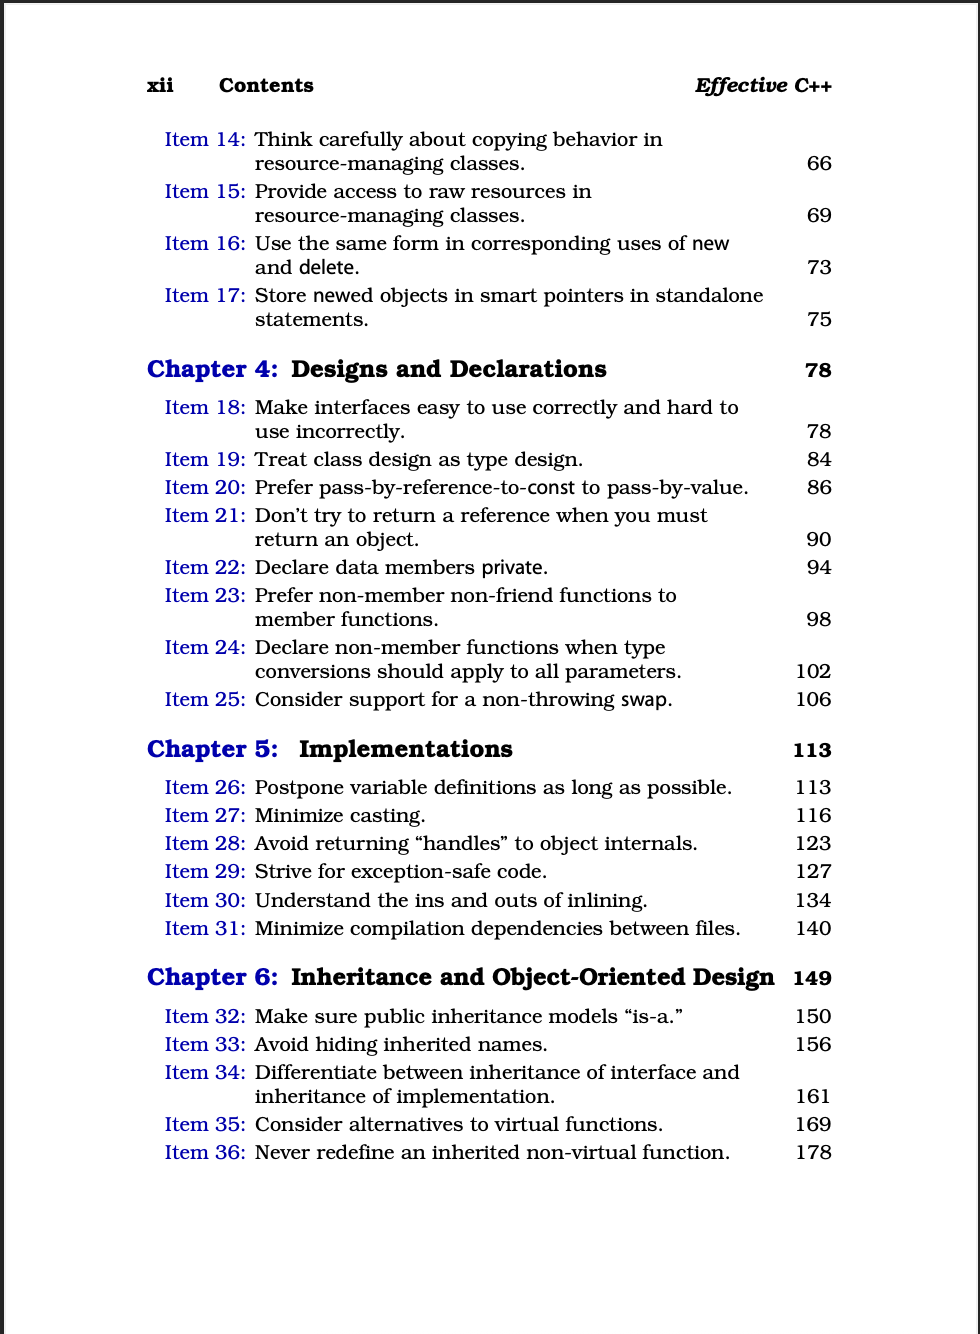 xii Contents Effective C++
Item 14: Think carefully about copying behavior in
resource-managing classes. 66
Item 15: Provide access to raw resources in
resource-managing classes. 69
Item 16: Use the same form in corresponding uses of new
and delete. 73
Item 17: Store newed objects in smart pointers in standalone
statements. 75
Chapter 4: Designs and Declarations 78
Item 18: Make interfaces easy to use correctly and hard to
use incorrectly. 78
Item 19: Treat class design as type design. 84
Item 20: Prefer pass-by-reference-to-const to pass-by-value. 86
Item 21: Don’t try to return a reference when you must
return an object. 90
Item 22: Declare data members private. 94
Item 23: Prefer non-member non-friend functions to
member functions. 98
Item 24: Declare non-member functions when type
conversions should apply to all parameters. 102
Item 25: Consider support for a non-throwing swap. 106
Chapter 5: Implementations 113
Item 26: Postpone variable definitions as long as possible. 113
Item 27: Minimize casting. 116
Item 28: Avoid returning “handles” to object internals. 123
Item 29: Strive for exception-safe code. 127
Item 30: Understand the ins and outs of inlining. 134
Item 31: Minimize compilation dependencies between files. 140
Chapter 6: Inheritance and Object-Oriented Design 149
Item 32: Make sure public inheritance models “is-a.” 150
Item 33: Avoid hiding inherited names. 156
Item 34: Differentiate between inheritance of interface and
inheritance of implementation. 161
Item 35: Consider alternatives to virtual functions. 169
Item 36: Never redefine an inherited non-virtual function. 178